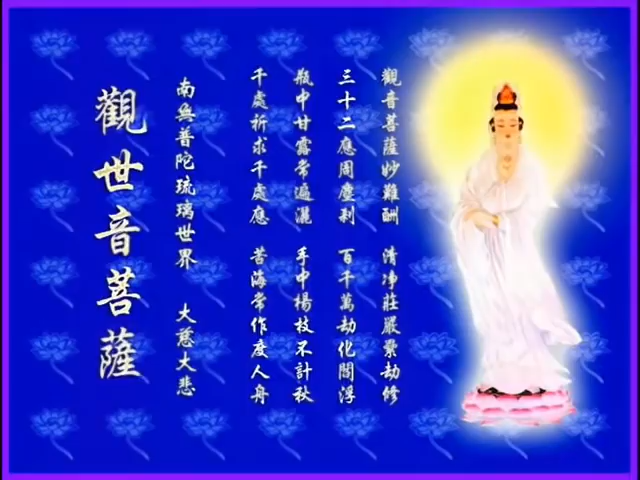 觀音菩薩妙難酬 清净莊嚴累劫修
三十二應周塵刹 百千萬劫化閻浮
瓶中甘露常遍灑 手中楊枝不計秋
千處祈求千處應 苦海常作度人舟
南無普陀琉璃世界 大慈大悲
觀世音菩薩